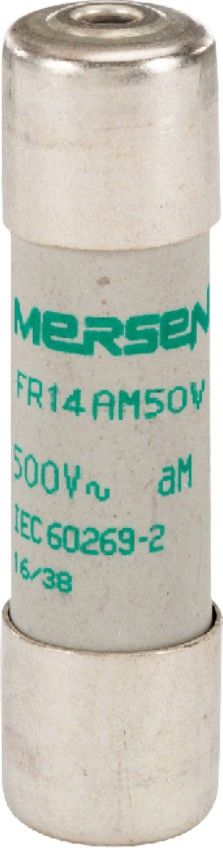 MERSEN
FR14AM50V
500V~ aM
IEC 60269-2
16/38